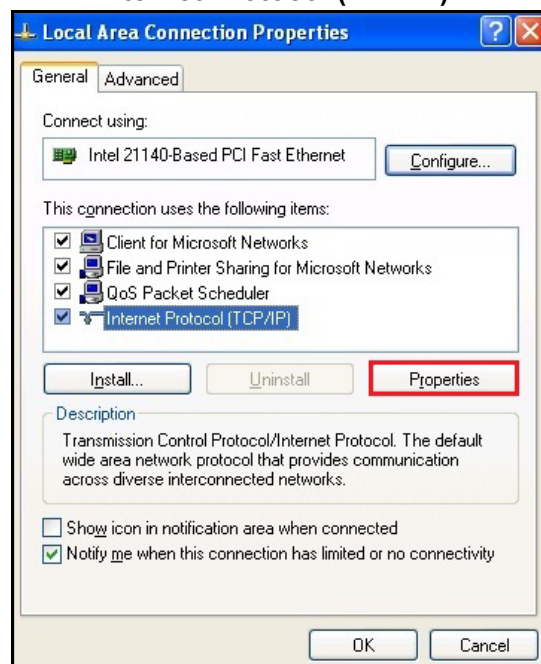 Local Area Connection Properties
General Advanced
Connect using:
Intel 21140-Based PCI Fast Ethernet Configure...
This connection uses the following items:
Client for Microsoft Networks
File and Printer Sharing for Microsoft Networks
QoS Packet Scheduler
Internet Protocol (TCP/IP)
Install... Uninstall Properties
Description
Transmission Control Protocol/Internet Protocol. The default
wide area network protocol that provides communication
across diverse interconnected networks.
Show icon in notification area when connected
Notify me when this connection has limited or no connectivity
OK Cancel